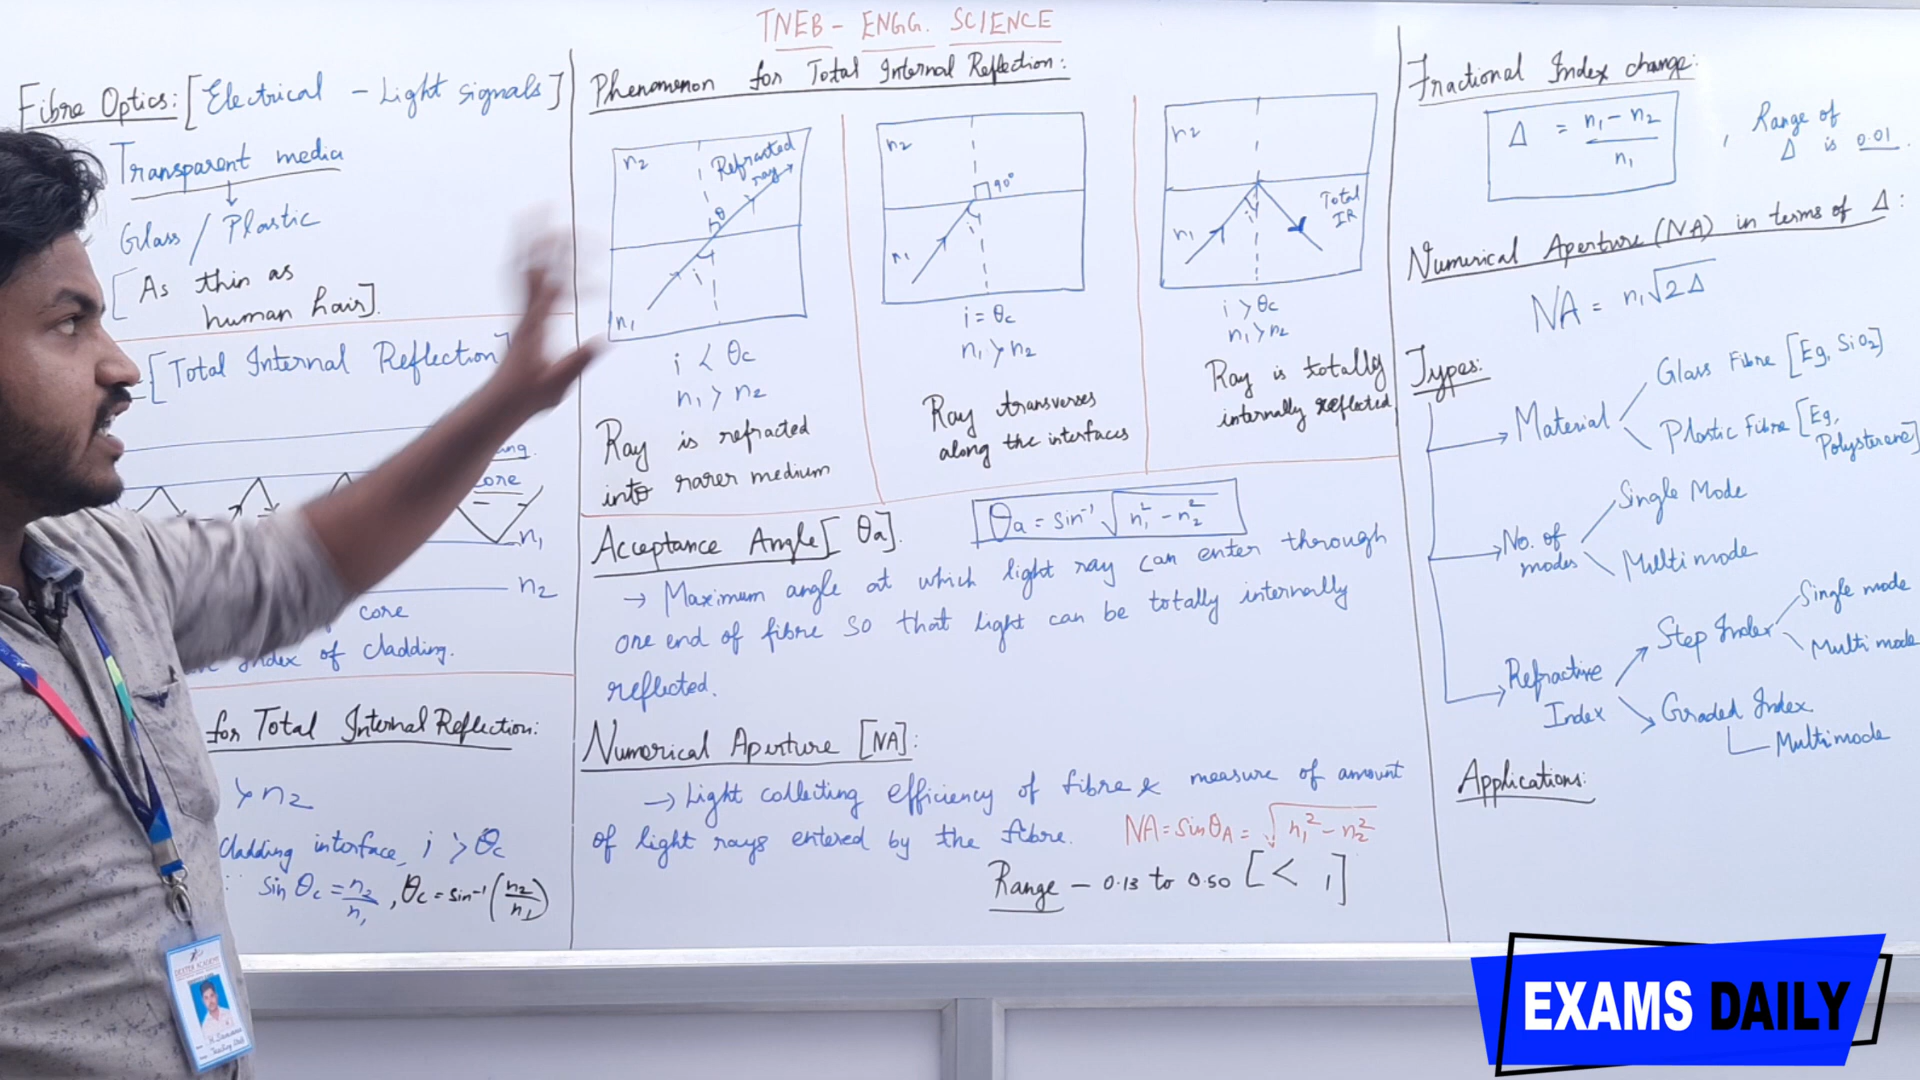 TNEB - ENGG. SCIENCE
Fibre Optics: [Electrical - Light signals]
Transparent media
Glass / Plastic
[As thin as
human hair].
[Total Internal Reflection]
core
n1
n2
core
index of cladding.
for Total Internal Reflection:
> n2
cladding interface, i > θc
∵ sin θc = n2/n1, θc = sin⁻¹(n2/n1)
Phenomenon for Total Internal Reflection:
n2
Refracted
ray
θ
i
n1
i < θc
n1 > n2
Ray is refracted
into rarer medium
n2
90°
i
n1
i = θc
n1 > n2
Ray transverses
along the interfaces
n2
Total
IR
n1
i
i > θc
n1 > n2
Ray is totally
internally reflected
Acceptance Angle [θa].
θa = sin⁻¹ √n1² - n2²
→ Maximum angle at which light ray can enter through
one end of fibre so that light can be totally internally
reflected.
Numerical Aperture [NA]:
→ Light collecting efficiency of fibre & measure of amount
of light rays entered by the fibre. NA = sin θA = √n1² - n2²
Range - 0.13 to 0.50 [< 1]
Fractional Index change:
Δ = n1 - n2 / n1, Range of
Δ is 0.01.
Numerical Aperture (NA) in terms of Δ:
NA = n1√2Δ
Types:
Material
Glass Fibre [Eg, SiO2]
Plastic Fibre [Eg,
Polysterene]
No. of
modes
Single Mode
Multimode
Refractive
Index
Step Index
Single mode
Multi mode
Graded Index.
Multimode
Applications:
DEXTER ACADEMY
EXAMS DAILY